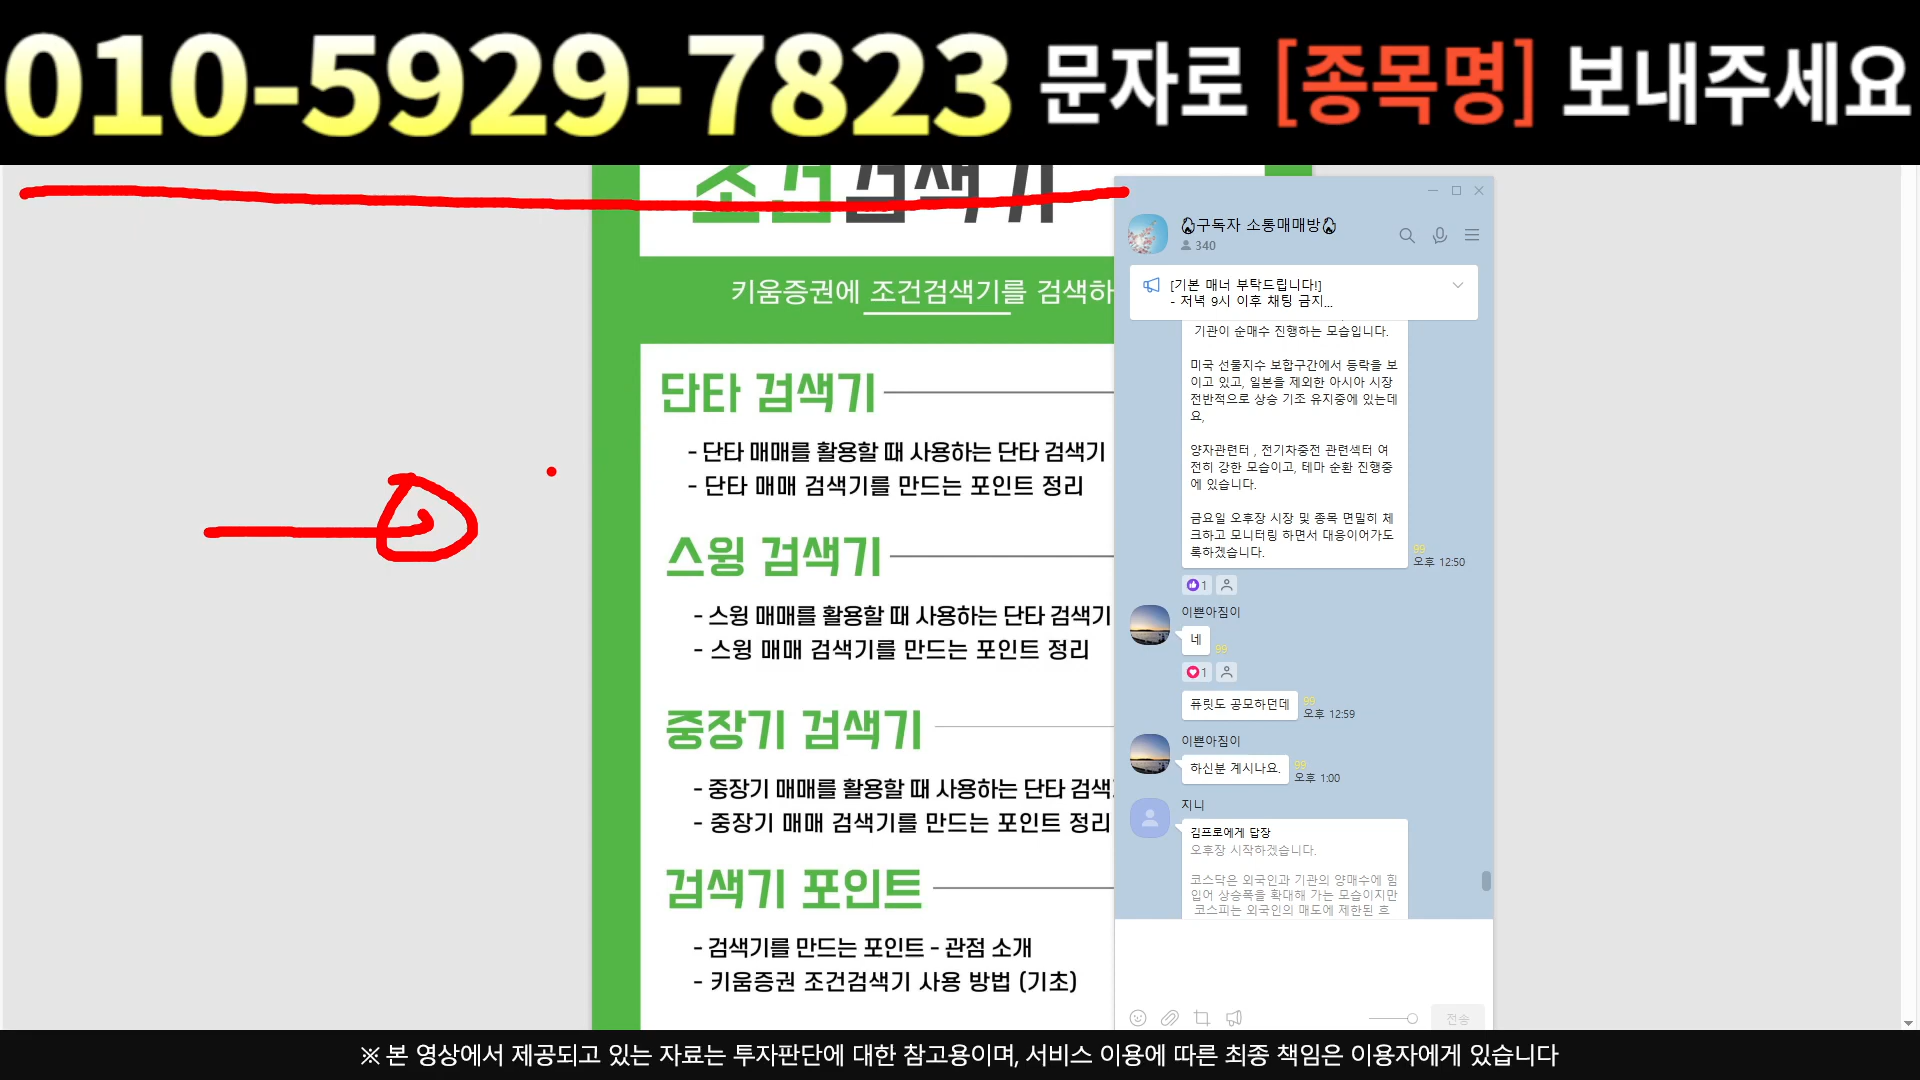 010-5929-7823 문자로 [종목명] 보내주세요
조건검색기
키움증권에 조건검색기를 검색하
단타 검색기
- 단타 매매를 활용할 때 사용하는 단타 검색기
- 단타 매매 검색기를 만드는 포인트 정리
스윙 검색기
- 스윙 매매를 활용할 때 사용하는 단타 검색기
- 스윙 매매 검색기를 만드는 포인트 정리
중장기 검색기
- 중장기 매매를 활용할 때 사용하는 단타 검색
- 중장기 매매 검색기를 만드는 포인트 정리
검색기 포인트
- 검색기를 만드는 포인트 - 관점 소개
- 키움증권 조건검색기 사용 방법 (기초)
구독자 소통매매방
340
[기본 매너 부탁드립니다!]
- 저녁 9시 이후 채팅 금지...
기관이 순매수 진행하는 모습입니다.
미국 선물지수 보합구간에서 등락을 보
이고 있고, 일본을 제외한 아시아 시장
전반적으로 상승 기조 유지중에 있는데
요,
양자관련터 , 전기차충전 관련섹터 여
전히 강한 모습이고, 테마 순환 진행중
에 있습니다.
금요일 오후장 시장 및 종목 면밀히 체
크하고 모니터링 하면서 대응이어가도
록하겠습니다.
99
오후 12:50
1
이쁜아짐이
네
99
1
퓨릿도 공모하던데
99
오후 12:59
이쁜아짐이
하신분 계시나요.
99
오후 1:00
지니
김프로에게 답장
오후장 시작하겠습니다.
코스닥은 외국인과 기관의 양매수에 힘
입어 상승폭을 확대해 가는 모습이지만
코스피는 외국인의 매도에 제한된 흐
전송
※ 본 영상에서 제공되고 있는 자료는 투자판단에 대한 참고용이며, 서비스 이용에 따른 최종 책임은 이용자에게 있습니다